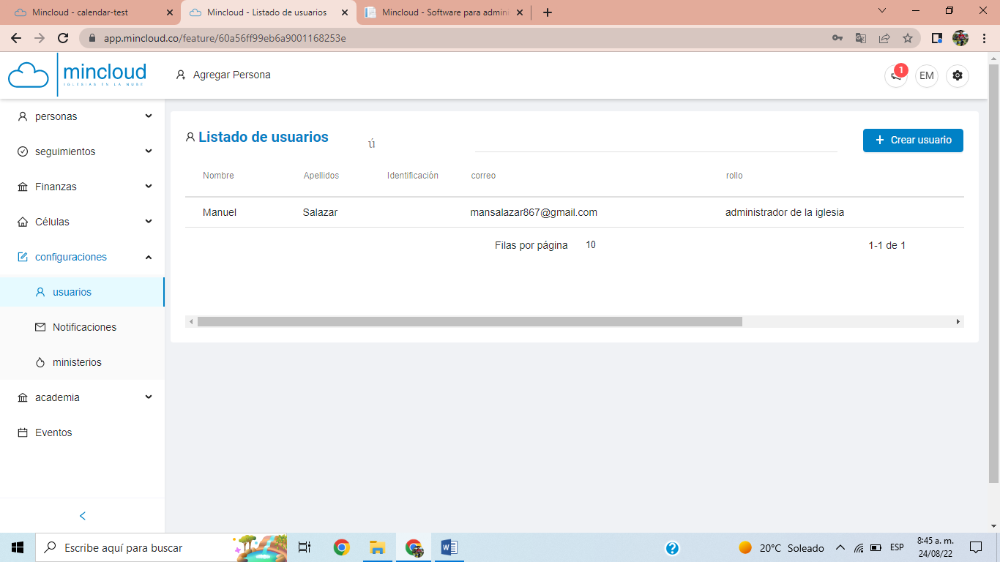 Mincloud - calendar-test
Mincloud - Listado de usuarios
Mincloud - Software para admini
app.mincloud.co/feature/60a56ff99eb6a9001168253e
mincloud
IGLESIAS EN LA NUBE
Agregar Persona
1
EM
personas
seguimientos
Finanzas
Células
configuraciones
usuarios
Notificaciones
ministerios
academia
Eventos
Listado de usuarios
ú
+ Crear usuario
Nombre Apellidos Identificación correo rollo
Manuel Salazar mansalazar867@gmail.com administrador de la iglesia
Filas por página 10 1-1 de 1
Escribe aquí para buscar
20°C Soleado
ESP
8:45 a. m.
24/08/22